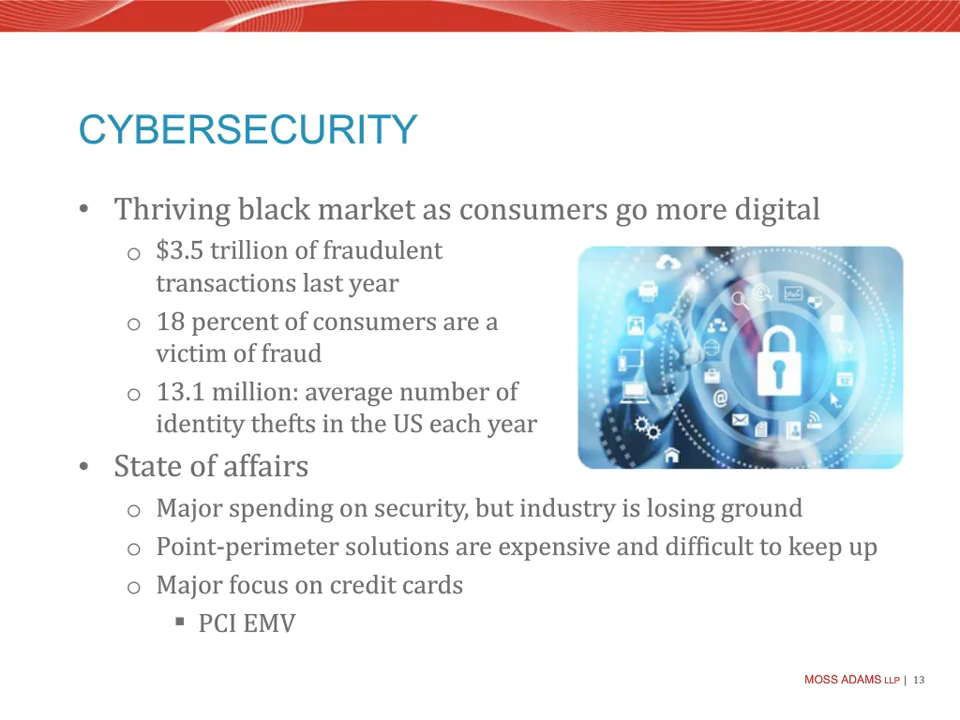 CYBERSECURITY
• Thriving black market as consumers go more digital
o $3.5 trillion of fraudulent
transactions last year
o 18 percent of consumers are a
victim of fraud
o 13.1 million: average number of
identity thefts in the US each year
• State of affairs
o Major spending on security, but industry is losing ground
o Point-perimeter solutions are expensive and difficult to keep up
o Major focus on credit cards
▪ PCI EMV
MOSS ADAMS LLP | 13